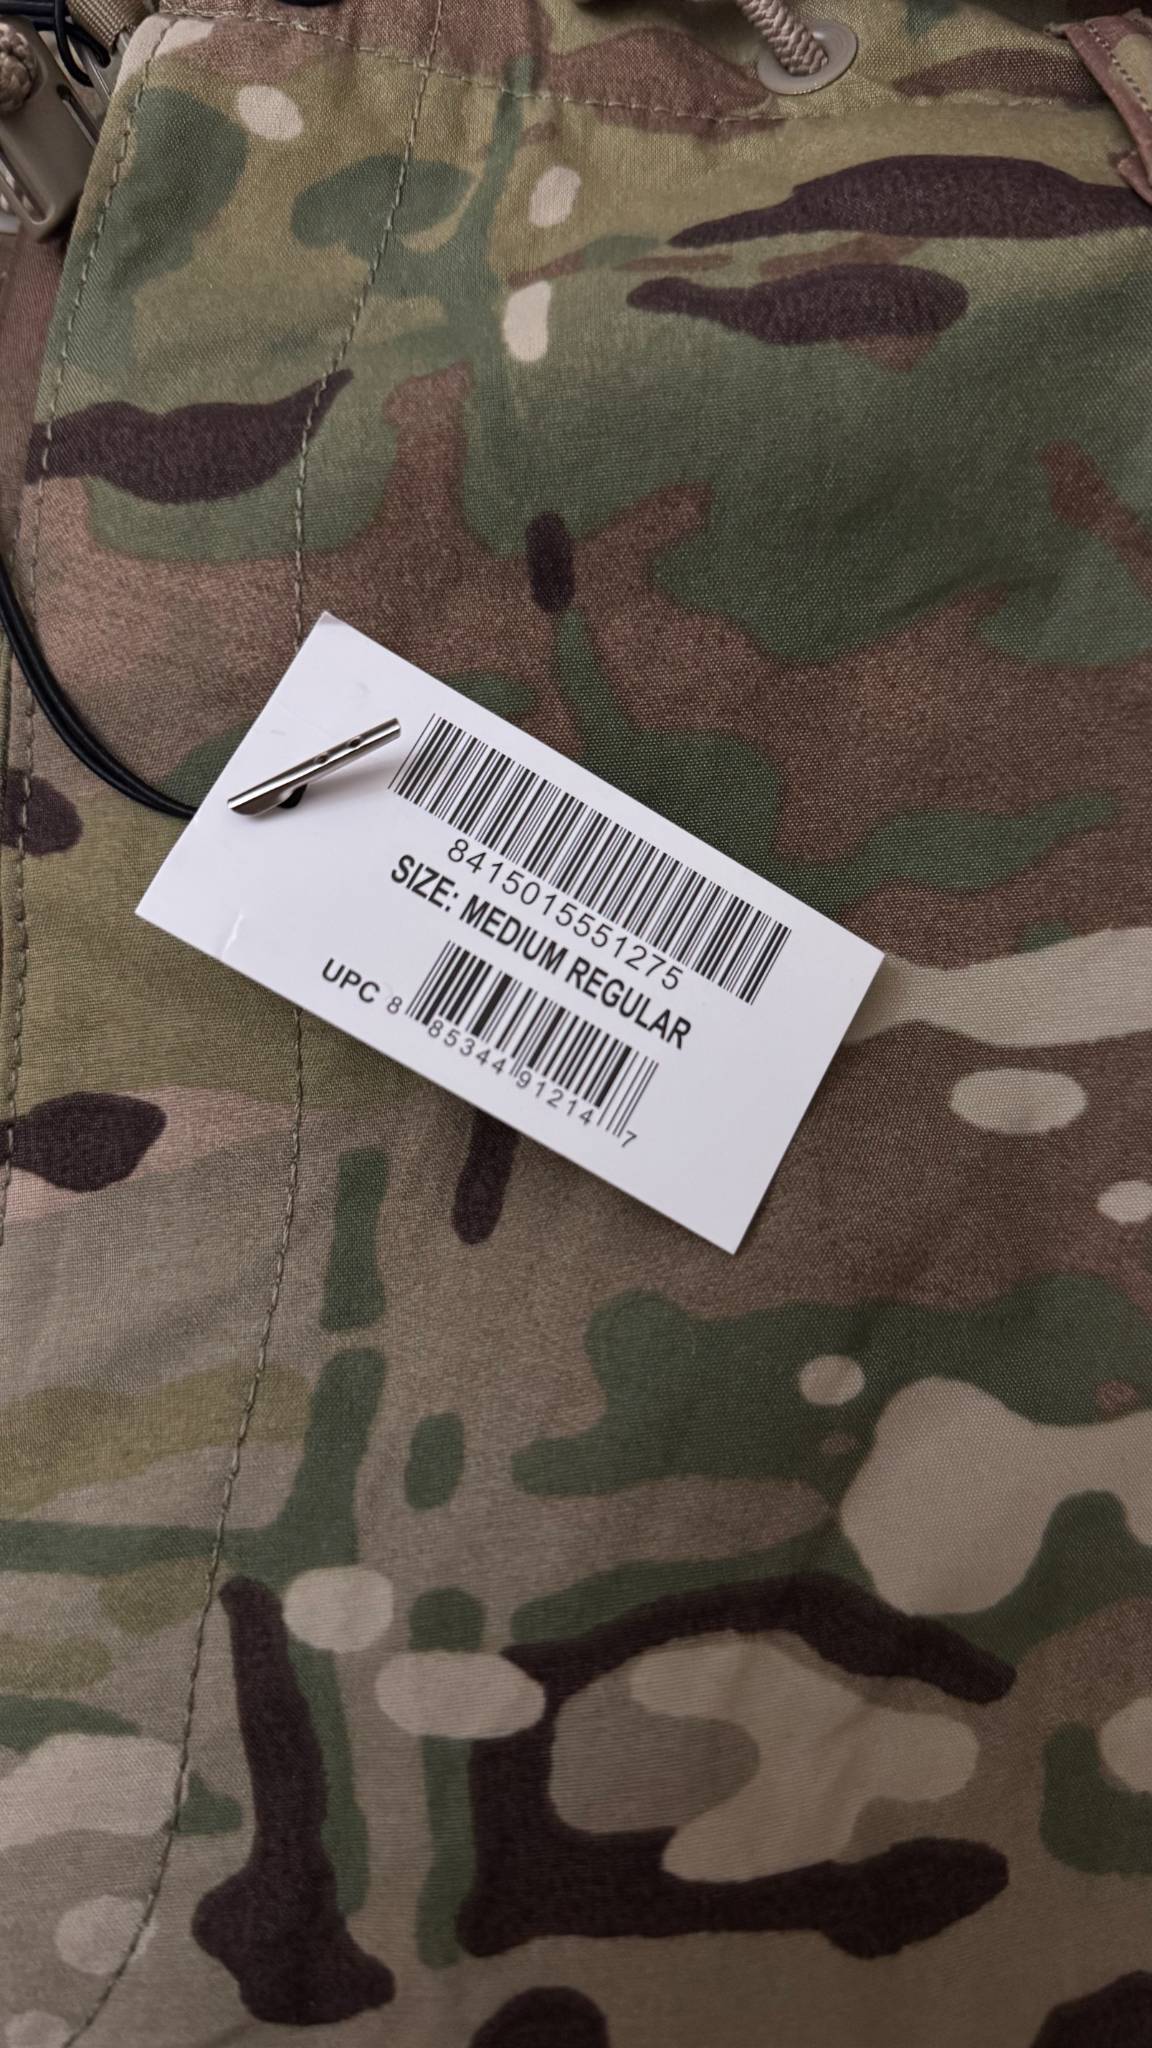 8415015551275
SIZE: MEDIUM REGULAR
UPC 8 85344 91214 7